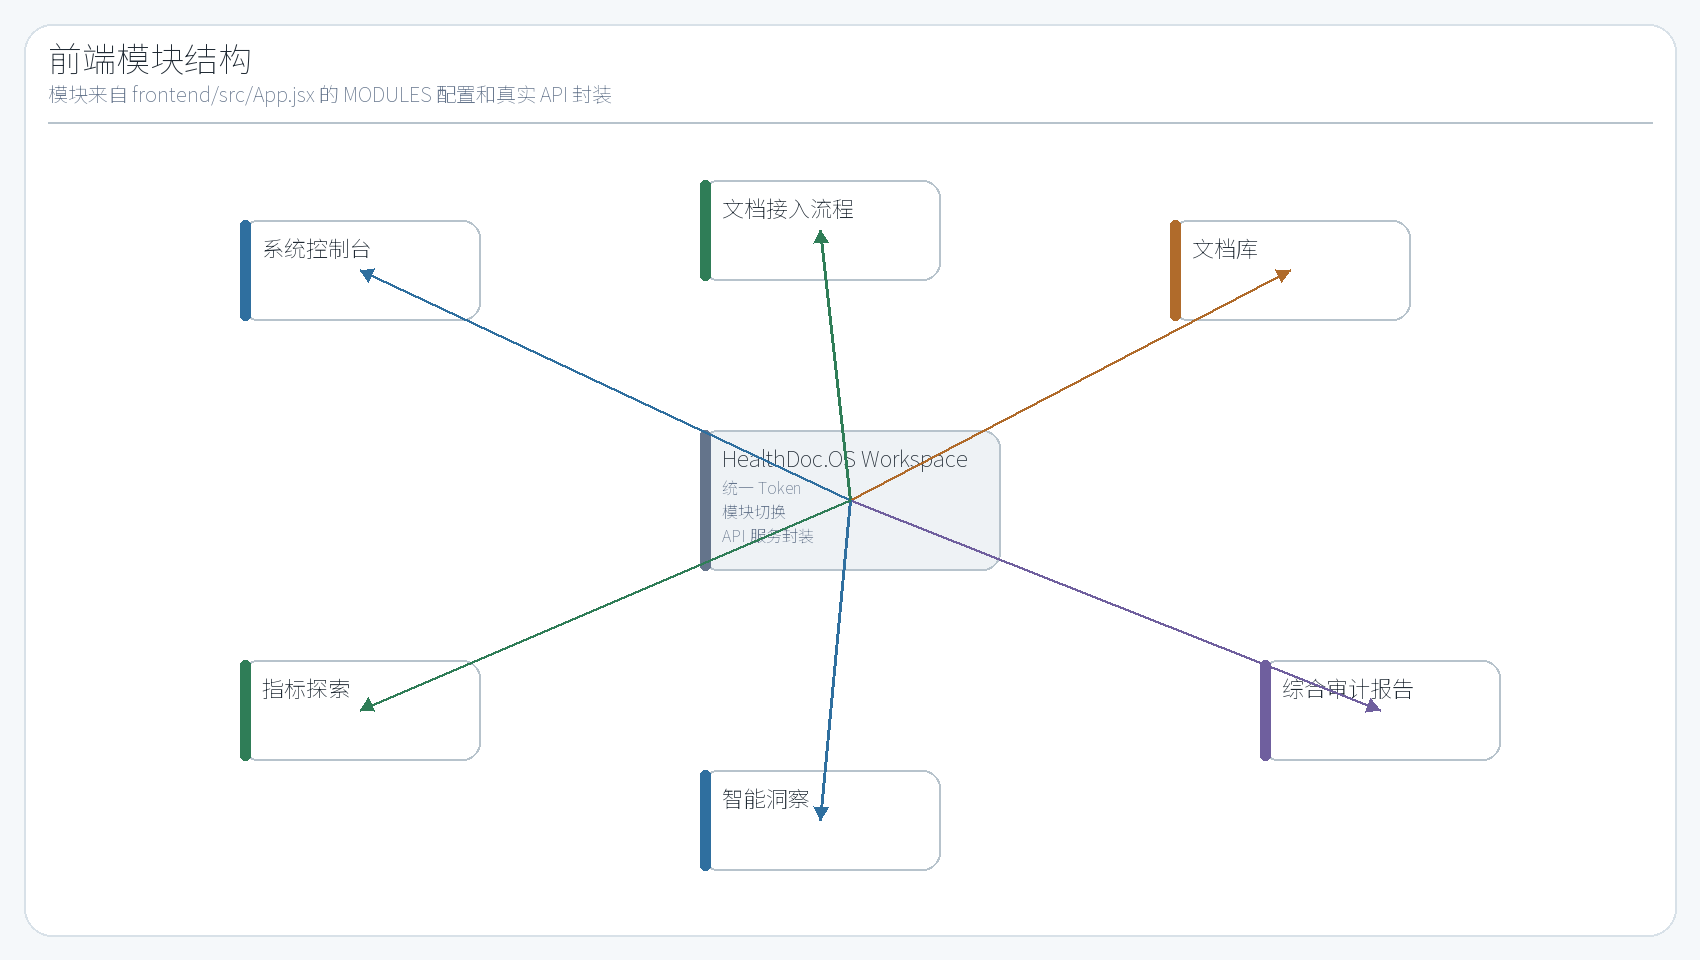 前端模块结构
模块来自 frontend/src/App.jsx 的 MODULES 配置和真实 API 封装
文档接入流程
系统控制台
文档库
HealthDoc.OS Workspace
统一 Token
模块切换
API 服务封装
指标探索
综合审计报告
智能洞察